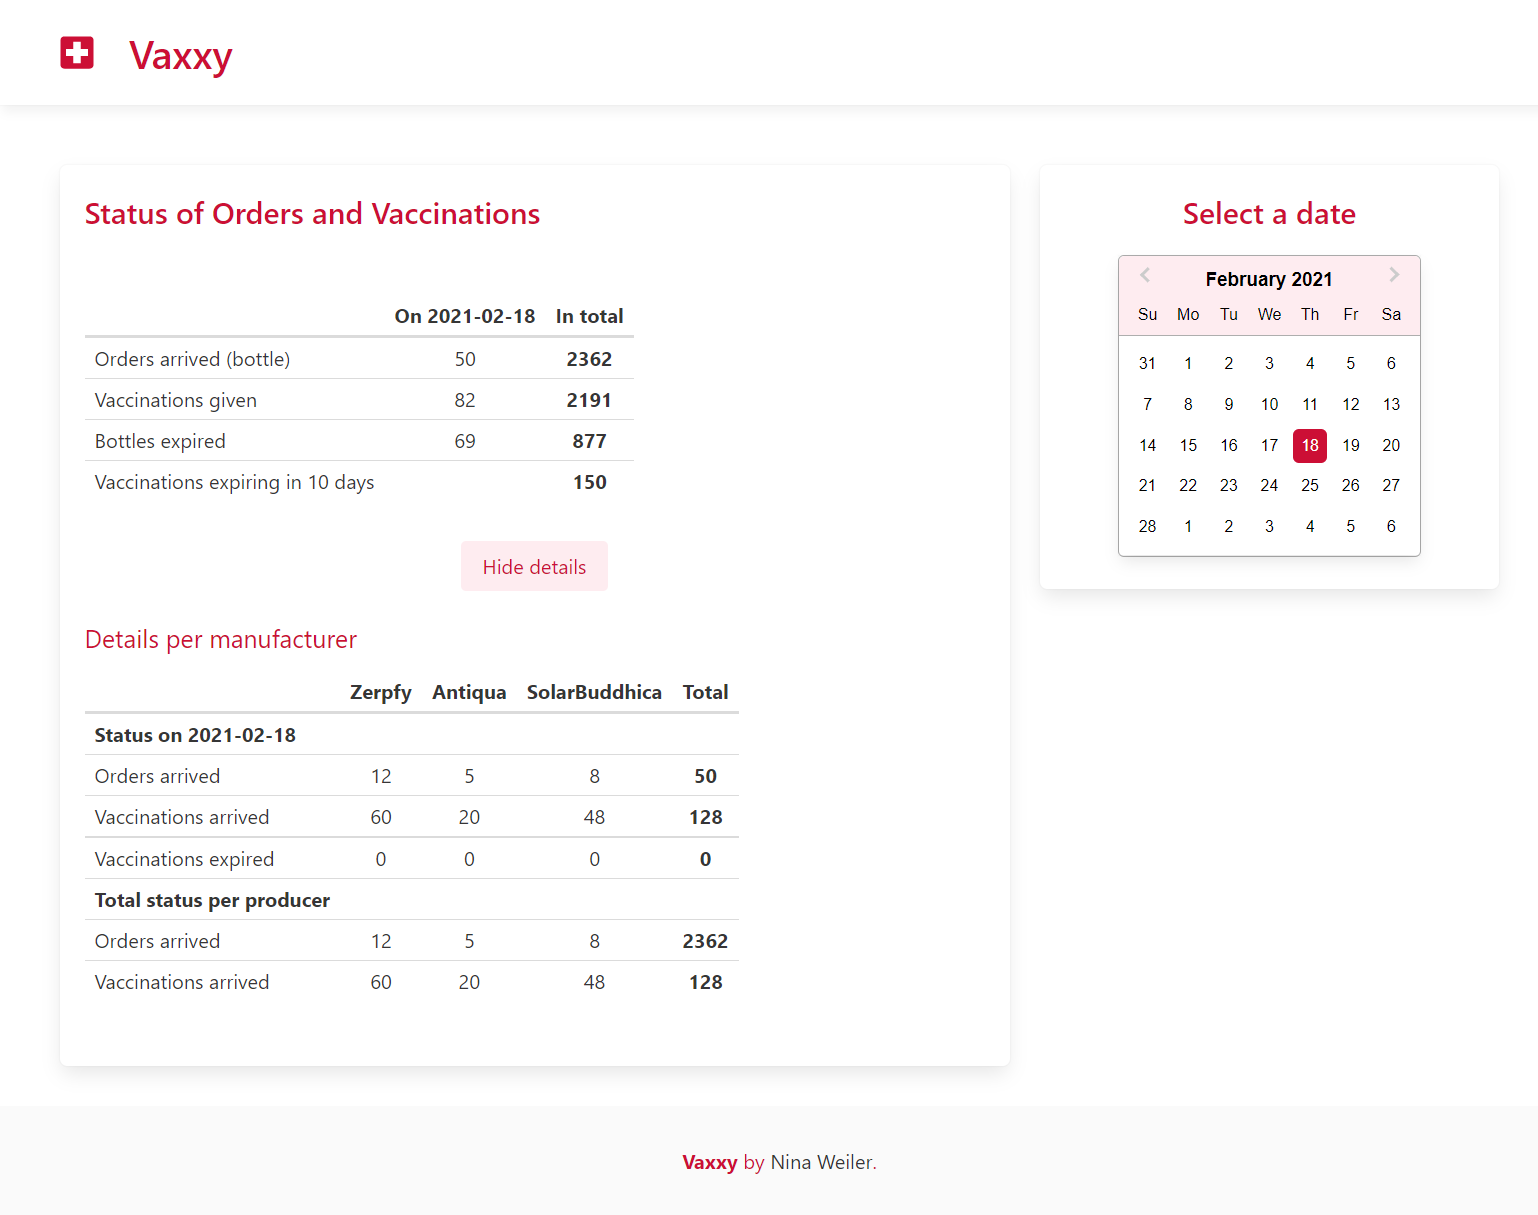 Vaxxy
Status of Orders and Vaccinations
On 2021-02-18 In total
Orders arrived (bottle) 50 2362
Vaccinations given 82 2191
Bottles expired 69 877
Vaccinations expiring in 10 days 150
Hide details
Details per manufacturer
Zerpfy Antiqua SolarBuddhica Total
Status on 2021-02-18
Orders arrived 12 5 8 50
Vaccinations arrived 60 20 48 128
Vaccinations expired 0 0 0 0
Total status per producer
Orders arrived 12 5 8 2362
Vaccinations arrived 60 20 48 128
Select a date
February 2021
Su Mo Tu We Th Fr Sa
31 1 2 3 4 5 6
7 8 9 10 11 12 13
14 15 16 17 18 19 20
21 22 23 24 25 26 27
28 1 2 3 4 5 6
Vaxxy by Nina Weiler.